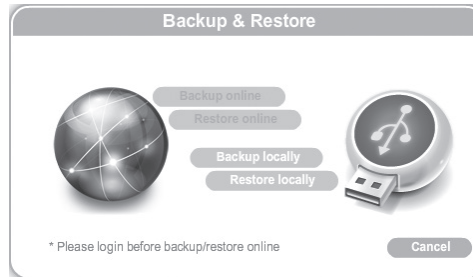 Backup & Restore
Backup online
Restore online
Backup locally
Restore locally
* Please login before backup/restore online
Cancel